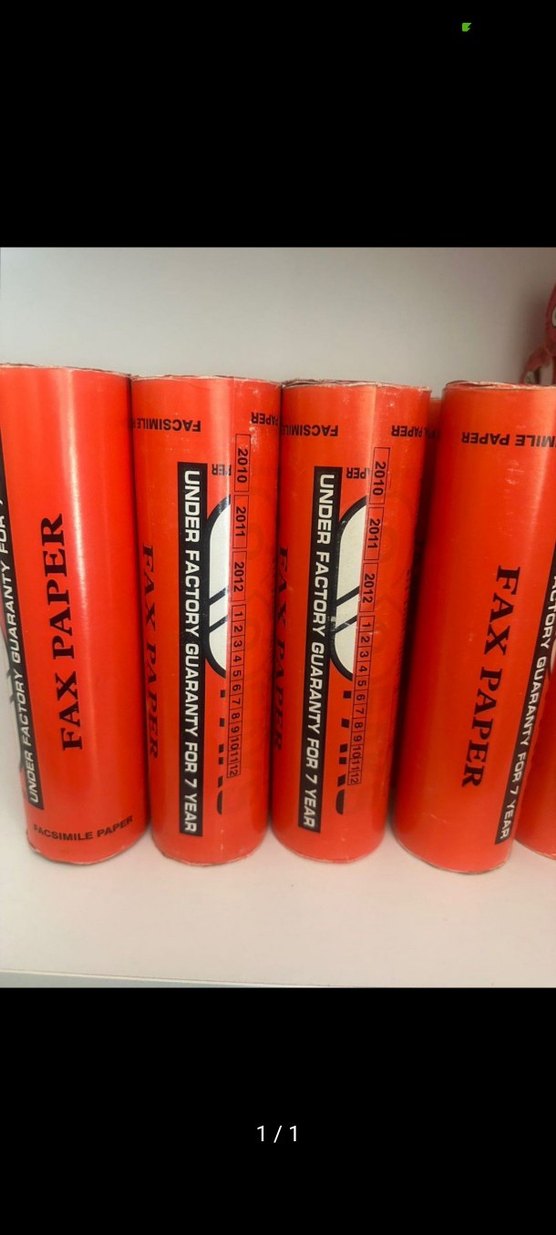 UNDER FACTORY GUARANTY FOR 7
FAX PAPER
FACSIMILE PAPER
FACSIMILE
PAPER
FAX PAPER
UNDER FACTORY GUARANTY FOR 7 YEAR
2010 2011 2012 1 2 3 4 5 6 7 8 9 10 11 12
FACSIMILE
PAPER
FAX PAPER
UNDER FACTORY GUARANTY FOR 7 YEAR
2010 2011 2012 1 2 3 4 5 6 7 8 9 10 11 12
PAPER
FAX PAPER
GUARANTY FOR 7 YEAR
1 / 1